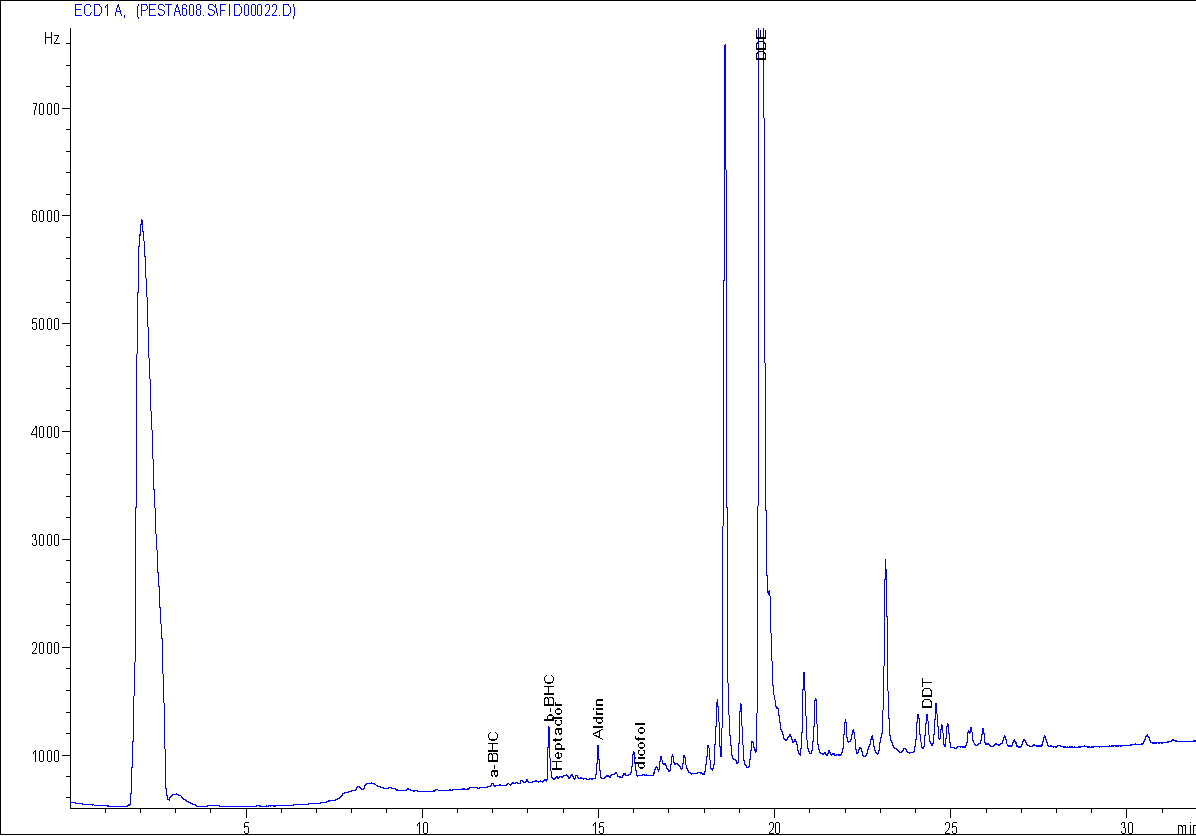 ECD1 A, (PESTA608.S\FID00022.D)
Hz
7000
6000
5000
4000
3000
2000
1000
a-BHC
b-BHC
Heptaclor
Aldrin
dicofol
DDE
DDT
5
10
15
20
25
30
min